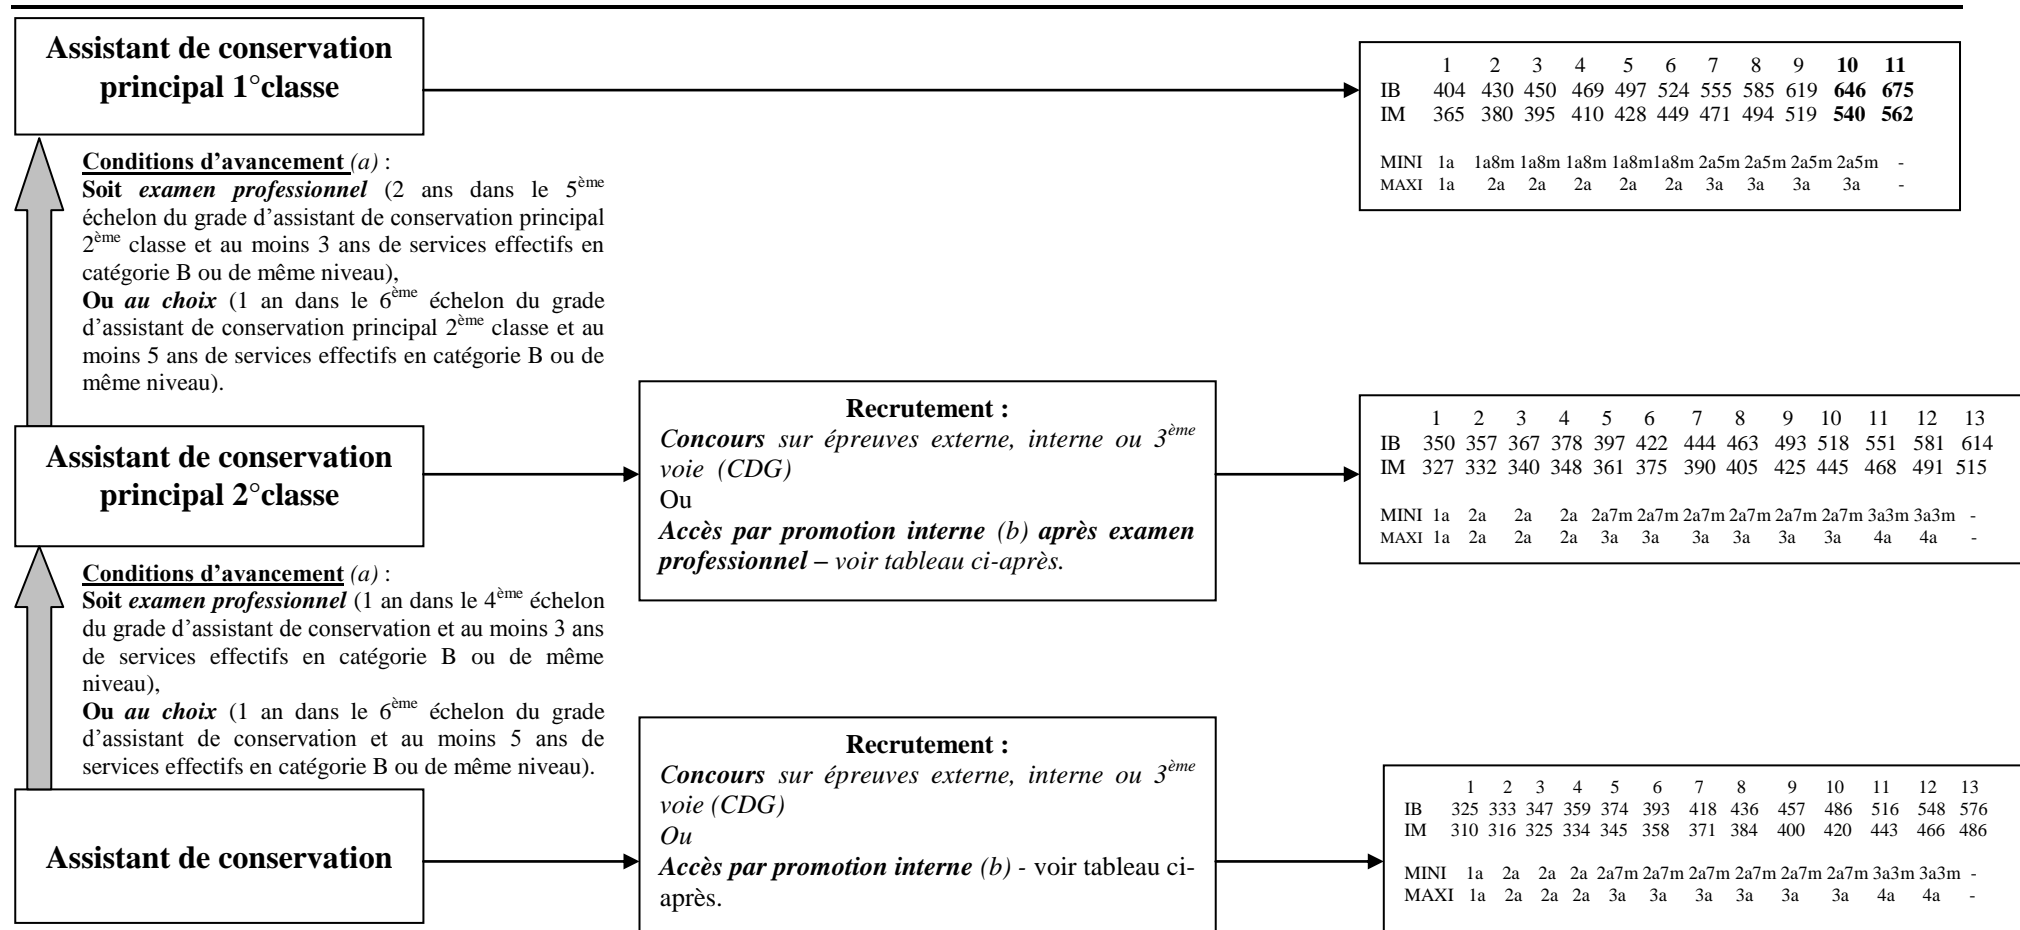 Assistant de conservation
principal 1°classe
1 2 3 4 5 6 7 8 9 10 11
IB 404 430 450 469 497 524 555 585 619 646 675
IM 365 380 395 410 428 449 471 494 519 540 562
MINI 1a 1a8m 1a8m 1a8m 1a8m1a8m 2a5m 2a5m 2a5m 2a5m -
MAXI 1a 2a 2a 2a 2a 2a 3a 3a 3a 3a -
Conditions d’avancement (a) :
Soit examen professionnel (2 ans dans le 5ème
échelon du grade d’assistant de conservation principal
2ème classe et au moins 3 ans de services effectifs en
catégorie B ou de même niveau),
Ou au choix (1 an dans le 6ème échelon du grade
d’assistant de conservation principal 2ème classe et au
moins 5 ans de services effectifs en catégorie B ou de
même niveau).
Assistant de conservation
principal 2°classe
Recrutement :
Concours sur épreuves externe, interne ou 3ème
voie (CDG)
Ou
Accès par promotion interne (b) après examen
professionnel – voir tableau ci-après.
1 2 3 4 5 6 7 8 9 10 11 12 13
IB 350 357 367 378 397 422 444 463 493 518 551 581 614
IM 327 332 340 348 361 375 390 405 425 445 468 491 515
MINI 1a 2a 2a 2a 2a7m 2a7m 2a7m 2a7m 2a7m 2a7m 3a3m 3a3m -
MAXI 1a 2a 2a 2a 3a 3a 3a 3a 3a 3a 4a 4a -
Conditions d’avancement (a) :
Soit examen professionnel (1 an dans le 4ème échelon
du grade d’assistant de conservation et au moins 3 ans
de services effectifs en catégorie B ou de même
niveau),
Ou au choix (1 an dans le 6ème échelon du grade
d’assistant de conservation et au moins 5 ans de
services effectifs en catégorie B ou de même niveau).
Assistant de conservation
Recrutement :
Concours sur épreuves externe, interne ou 3ème
voie (CDG)
Ou
Accès par promotion interne (b) - voir tableau ci-
après.
1 2 3 4 5 6 7 8 9 10 11 12 13
IB 325 333 347 359 374 393 418 436 457 486 516 548 576
IM 310 316 325 334 345 358 371 384 400 420 443 466 486
MINI 1a 2a 2a 2a 2a7m 2a7m 2a7m 2a7m 2a7m 2a7m 3a3m 3a3m -
MAXI 1a 2a 2a 2a 3a 3a 3a 3a 3a 3a 4a 4a -